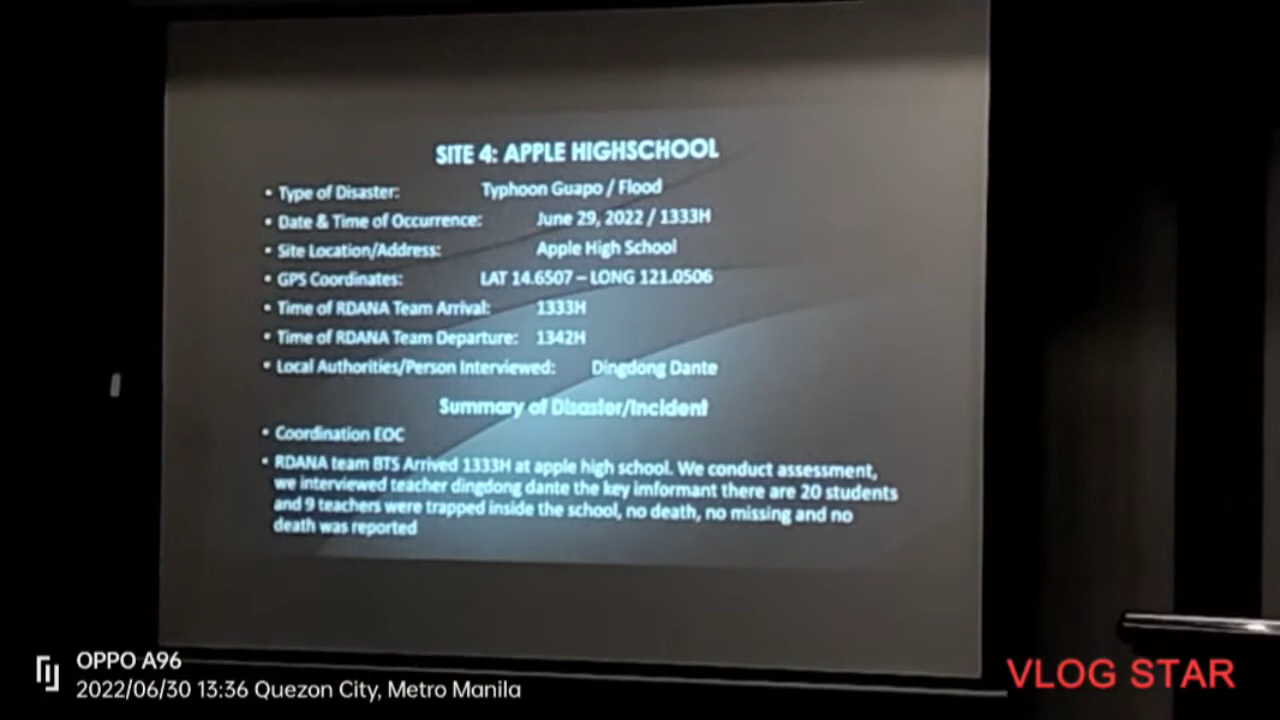 SITE 4: APPLE HIGHSCHOOL
• Type of Disaster: Typhoon Guapo / Flood
• Date & Time of Occurrence: June 29, 2022 / 1333H
• Site Location/Address: Apple High School
• GPS Coordinates: LAT 14.6507 – LONG 121.0506
• Time of RDANA Team Arrival: 1333H
• Time of RDANA Team Departure: 1342H
• Local Authorities/Person Interviewed: Dingdong Dante
Summary of Disaster/Incident
• Coordination EOC
• RDANA team BTS Arrived 1333H at apple high school. We conduct assessment,
we interviewed teacher dingdong dante the key imformant there are 20 students
and 9 teachers were trapped inside the school, no death, no missing and no
death was reported
OPPO A96
2022/06/30 13:36 Quezon City, Metro Manila
VLOG STAR